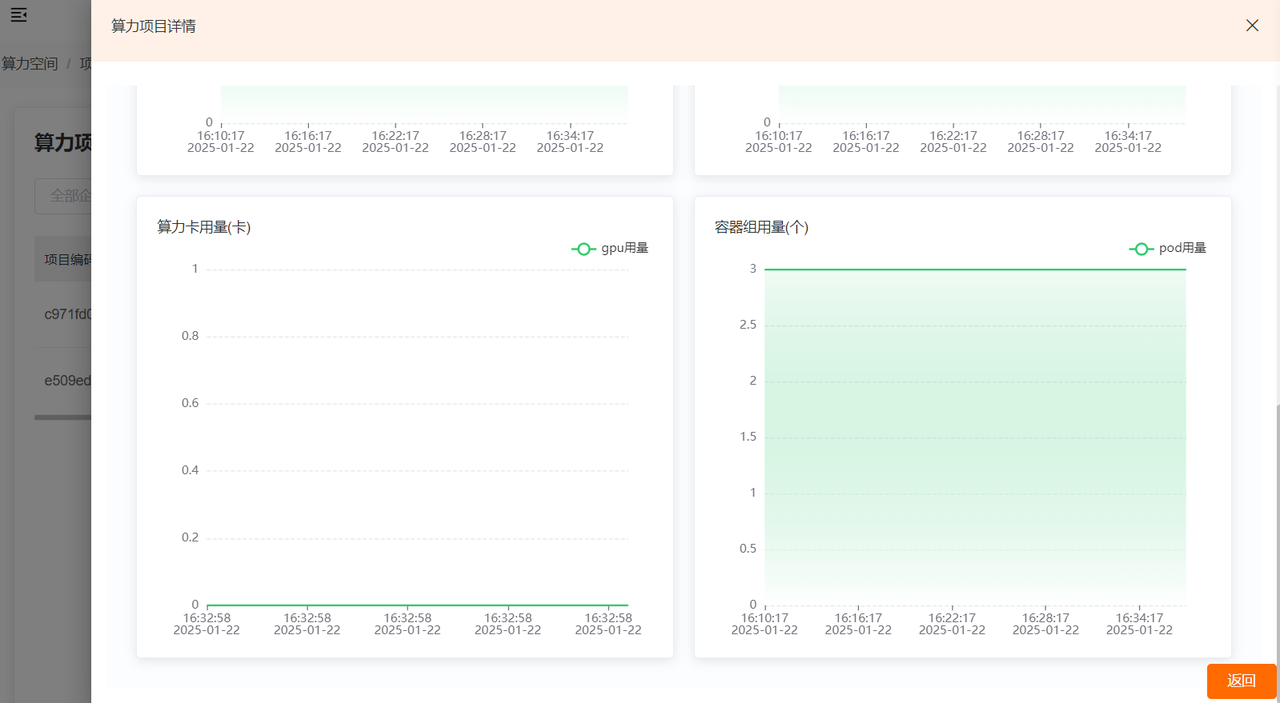 算力项目详情
算力空间 / 项
算力项
全部企
项目编码
c971fd0
e509ed
0
16:10:17 16:16:17 16:22:17 16:28:17 16:34:17
2025-01-22 2025-01-22 2025-01-22 2025-01-22 2025-01-22
0
16:10:17 16:16:17 16:22:17 16:28:17 16:34:17
2025-01-22 2025-01-22 2025-01-22 2025-01-22 2025-01-22
算力卡用量(卡)
gpu用量
1
0.8
0.6
0.4
0.2
0
16:32:58 16:32:58 16:32:58 16:32:58 16:32:58
2025-01-22 2025-01-22 2025-01-22 2025-01-22 2025-01-22
容器组用量(个)
pod用量
3
2.5
2
1.5
1
0.5
0
16:10:17 16:16:17 16:22:17 16:28:17 16:34:17
2025-01-22 2025-01-22 2025-01-22 2025-01-22 2025-01-22
返回